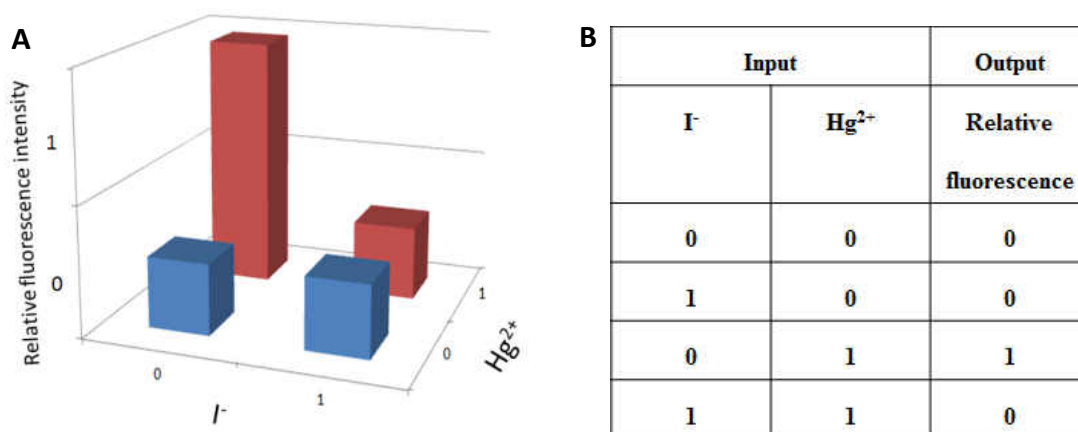 A
Relative fluorescence intensity
1
0
0
1
I⁻
0
1
Hg²⁺
B
Input Output
I⁻ Hg²⁺ Relative
fluorescence
0 0 0
1 0 0
0 1 1
1 1 0